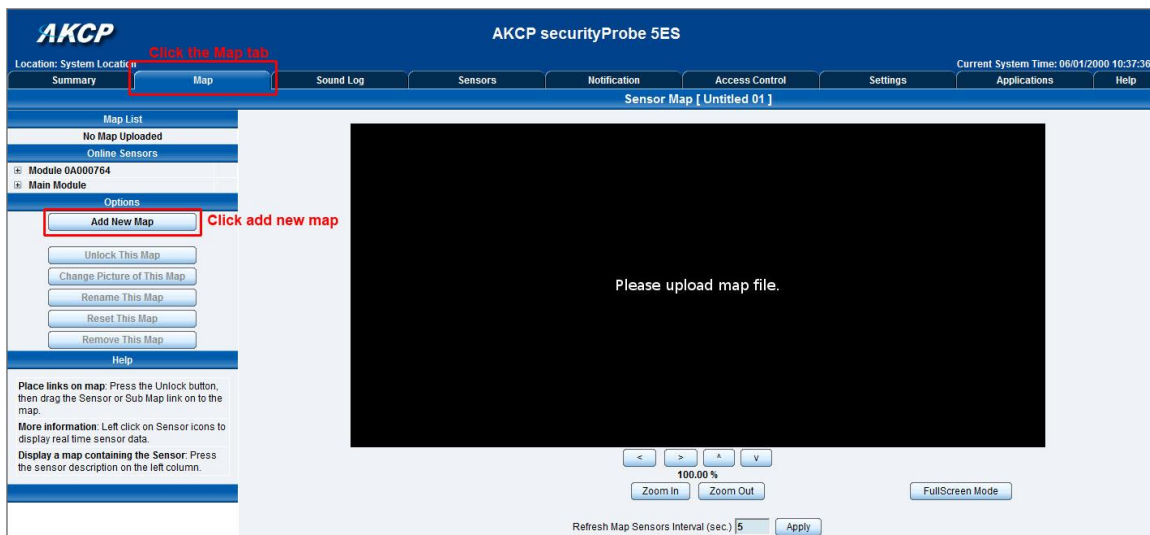 AKCP
AKCP securityProbe 5ES
Click the Map tab
Location: System Location
Current System Time: 06/01/2000 10:37:36
Summary
Map
Sound Log
Sensors
Notification
Access Control
Settings
Applications
Help
Sensor Map [ Untitled 01 ]
Map List
No Map Uploaded
Online Sensors
Module 0A000764
Main Module
Options
Add New Map
Click add new map
Unlock This Map
Change Picture of This Map
Rename This Map
Reset This Map
Remove This Map
Help
Place links on map: Press the Unlock button,
then drag the Sensor or Sub Map link on to the
map.
More information: Left click on Sensor icons to
display real time sensor data.
Display a map containing the Sensor: Press
the sensor description on the left column.
Please upload map file.
< > ^ v
100.00 %
Zoom In
Zoom Out
FullScreen Mode
Refresh Map Sensors Interval (sec.) 5 Apply